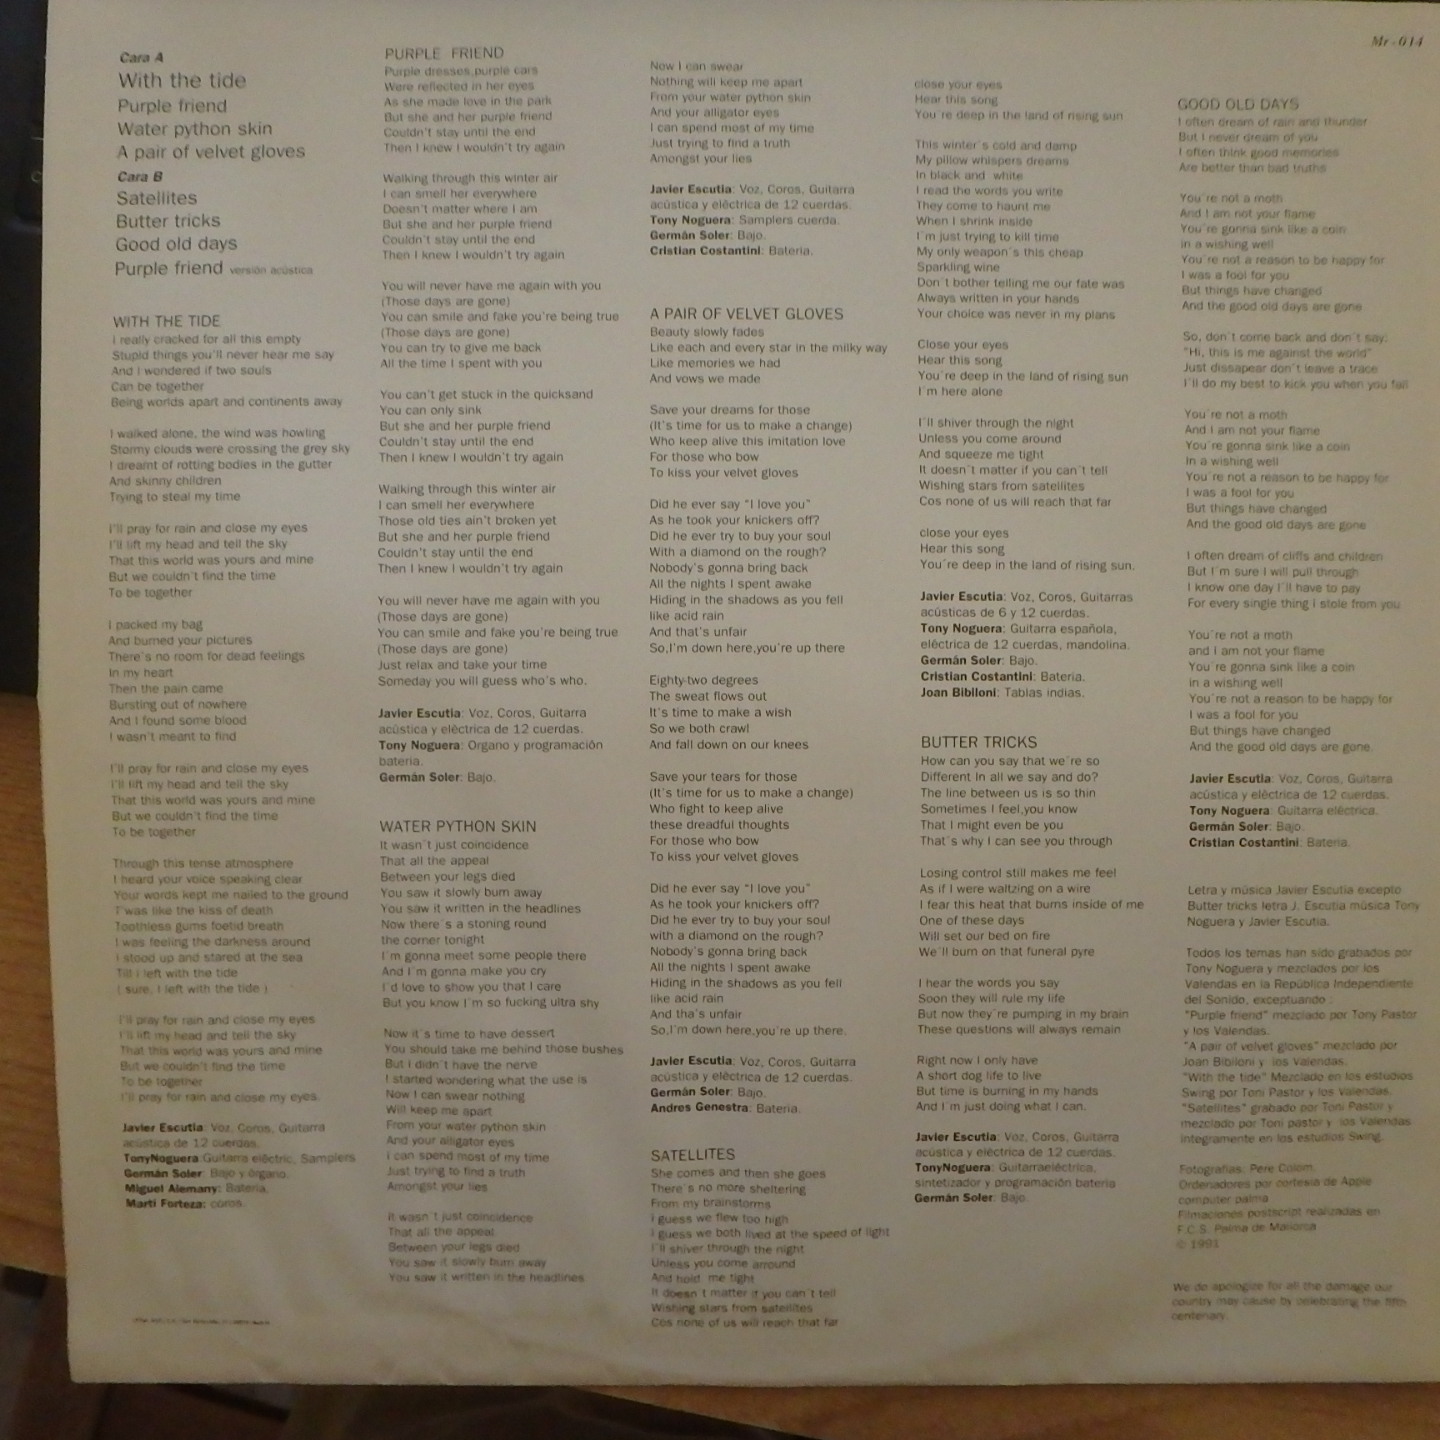 Mr-014
Cara A
With the tide
Purple friend
Water python skin
A pair of velvet gloves
Cara B
Satellites
Butter tricks
Good old days
Purple friend versión acústica
WITH THE TIDE
I really cracked for all this empty
Stupid things you'll never hear me say
And I wondered if two souls
Can be together
Being worlds apart and continents away
I walked alone, the wind was howling
Stormy clouds were crossing the grey sky
I dreamt of rotting bodies in the gutter
And skinny children
Trying to steal my time
I'll pray for rain and close my eyes
I'll lift my head and tell the sky
That this world was yours and mine
But we couldn't find the time
To be together
I packed my bag
And burned your pictures
There's no room for dead feelings
In my heart
Then the pain came
Bursting out of nowhere
And I found some blood
I wasn't meant to find
I'll pray for rain and close my eyes
I'll lift my head and tell the sky
That this world was yours and mine
But we couldn't find the time
To be together
Through this tense atmosphere
I heard your voice speaking clear
Your words kept me nailed to the ground
T'was like the kiss of death
Toothless gums foetid breath
I was feeling the darkness around
I stood up and stared at the sea
Till I left with the tide
( sure, I left with the tide )
I'll pray for rain and close my eyes
I'll lift my head and tell the sky
That this world was yours and mine
But we couldn't find the time
To be together
I'll pray for rain and close my eyes.
Javier Escutia: Voz, Coros, Guitarra
acústica de 12 cuerdas.
TonyNoguera:Guitarra eléctric, Samplers
Germán Soler: Bajo y órgano.
Miguel Alemany: Bateria.
Marti Forteza: coros.
PURPLE FRIEND
Purple dresses,purple cars
Were reflected in her eyes
As she made love in the park
But she and her purple friend
Couldn't stay until the end
Then I knew I wouldn't try again
Walking through this winter air
I can smell her everywhere
Doesn't matter where I am
But she and her purple friend
Couldn't stay until the end
Then I knew I wouldn't try again
You will never have me again with you
(Those days are gone)
You can smile and fake you're being true
(Those days are gone)
You can try to give me back
All the time I spent with you
You can't get stuck in the quicksand
You can only sink
But she and her purple friend
Couldn't stay until the end
Then I knew I wouldn't try again
Walking through this winter air
I can smell her everywhere
Those old ties ain't broken yet
But she and her purple friend
Couldn't stay until the end
Then I knew I wouldn't try again
You will never have me again with you
(Those days are gone)
You can smile and fake you're being true
(Those days are gone)
Just relax and take your time
Someday you will guess who's who.
Javier Escutia: Voz, Coros, Guitarra
acústica y eléctrica de 12 cuerdas.
Tony Noguera: Organo y programación
bateria.
Germán Soler: Bajo.
WATER PYTHON SKIN
It wasn't just coincidence
That all the appeal
Between your legs died
You saw it slowly burn away
You saw it written in the headlines
Now there's a stoning round
the corner tonight
I'm gonna meet some people there
And I'm gonna make you cry
I'd love to show you that I care
But you know I'm so fucking ultra shy
Now it's time to have dessert
You should take me behind those bushes
But I didn't have the nerve
I started wondering what the use is
Now I can swear nothing
Will keep me apart
From your water python skin
And your alligator eyes
I can spend most of my time
Just trying to find a truth
Amongst your lies
It wasn't just coincidence
That all the appeal
Between your legs died
You saw it slowly burn away
You saw it written in the headlines
Now I can swear
Nothing will keep me apart
From your water python skin
And your alligator eyes
I can spend most of my time
Just trying to find a truth
Amongst your lies
Javier Escutia: Voz, Coros, Guitarra
acústica y eléctrica de 12 cuerdas.
Tony Noguera: Samplers cuerda.
Germán Soler: Bajo.
Cristian Costantini: Bateria.
A PAIR OF VELVET GLOVES
Beauty slowly fades
Like each and every star in the milky way
Like memories we had
And vows we made
Save your dreams for those
(It's time for us to make a change)
Who keep alive this imitation love
For those who bow
To kiss your velvet gloves
Did he ever say "I love you"
As he took your knickers off?
Did he ever try to buy your soul
With a diamond on the rough?
Nobody's gonna bring back
All the nights I spent awake
Hiding in the shadows as you fell
like acid rain
And that's unfair
So,I'm down here,you're up there
Eighty-two degrees
The sweat flows out
It's time to make a wish
So we both crawl
And fall down on our knees
Save your tears for those
(It's time for us to make a change)
Who fight to keep alive
these dreadful thoughts
For those who bow
To kiss your velvet gloves
Did he ever say "I love you"
As he took your knickers off?
Did he ever try to buy your soul
with a diamond on the rough?
Nobody's gonna bring back
All the nights I spent awake
Hiding in the shadows as you fell
like acid rain
And tha's unfair
So,I'm down here,you're up there.
Javier Escutia: Voz, Coros, Guitarra
acústica y eléctrica de 12 cuerdas.
Germán Soler: Bajo.
Andres Genestra: Bateria.
SATELLITES
She comes and then she goes
There's no more sheltering
From my brainstorms
I guess we flew too high
I guess we both lived at the speed of light
I'll shiver through the night
Unless you come arround
And hold me tight
It doesn't matter if you can't tell
Wishing stars from satellites
Cos none of us will reach that far
close your eyes
Hear this song
You're deep in the land of rising sun
This winter's cold and damp
My pillow whispers dreams
In black and white
I read the words you write
They come to haunt me
When I shrink inside
I'm just trying to kill time
My only weapon's this cheap
Sparkling wine
Don't bother telling me our fate was
Always written in your hands
Your choice was never in my plans
Close your eyes
Hear this song
You're deep in the land of rising sun
I'm here alone
I'll shiver through the night
Unless you come around
And squeeze me tight
It doesn't matter if you can't tell
Wishing stars from satellites
Cos none of us will reach that far
close your eyes
Hear this song
You're deep in the land of rising sun.
Javier Escutia: Voz, Coros, Guitarras
acústicas de 6 y 12 cuerdas.
Tony Noguera: Guitarra española,
eléctrica de 12 cuerdas, mandolina.
Germán Soler: Bajo.
Cristian Costantini: Bateria.
Joan Bibiloni: Tablas indias.
BUTTER TRICKS
How can you say that we're so
Different In all we say and do?
The line between us is so thin
Sometimes I feel,you know
That I might even be you
That's why I can see you through
Losing control still makes me feel
As if I were waltzing on a wire
I fear this heat that burns inside of me
One of these days
Will set our bed on fire
We'll burn on that funeral pyre
I hear the words you say
Soon they will rule my life
But now they're pumping in my brain
These questions will always remain
Right now I only have
A short dog life to live
But time is burning in my hands
And I'm just doing what I can.
Javier Escutia: Voz, Coros, Guitarra
acústica y eléctrica de 12 cuerdas.
TonyNoguera: Guitarraeléctrica,
sintetizador y programación bateria
Germán Soler: Bajo.
GOOD OLD DAYS
I often dream of rain and thunder
But I never dream of you
I often think good memories
Are better than bad truths
You're not a moth
And I am not your flame
You're gonna sink like a coin
in a wishing well
You're not a reason to be happy for
I was a fool for you
But things have changed
And the good old days are gone
So, don't come back and don't say:
"Hi, this is me against the world"
Just dissapear don't leave a trace
I'll do my best to kick you when you fall
You're not a moth
And I am not your flame
You're gonna sink like a coin
In a wishing well
You're not a reason to be happy for
I was a fool for you
But things have changed
And the good old days are gone
I often dream of cliffs and children
But I'm sure I will pull through
I know one day I'll have to pay
For every single thing I stole from you
You're not a moth
and I am not your flame
You're gonna sink like a coin
in a wishing well
You're not a reason to be happy for
I was a fool for you
But things have changed
And the good old days are gone.
Javier Escutia: Voz, Coros, Guitarra
acústica y eléctrica de 12 cuerdas.
Tony Noguera: Guitarra eléctrica.
Germán Soler: Bajo.
Cristian Costantini: Bateria.
Letra y música Javier Escutia excepto
Butter tricks letra J. Escutia música Tony
Noguera y Javier Escutia.
Todos los temas han sido grabados por
Tony Noguera y mezclados por los
Valendas en la República Independiente
del Sonido, exceptuando :
"Purple friend" mezclado por Tony Pastor
y los Valendas.
"A pair of velvet gloves" mezclado por
Joan Bibiloni y los Valendas.
"With the tide" Mezclado en los estudios
Swing por Toni Pastor y los Valendas.
"Satellites" grabado por Toni Pastor y
mezclado por Toni pastor y los Valendas
integramente en los estudios Swing.
Fotografías: Pere Colom.
Ordenadores por cortesia de Apple
computer palma
Filmaciones postscript realizadas en
F.C.S. Palma de Mallorca
© 1991
We do apologize for all the damage our
country may cause by celebrating the fifth
centenary.